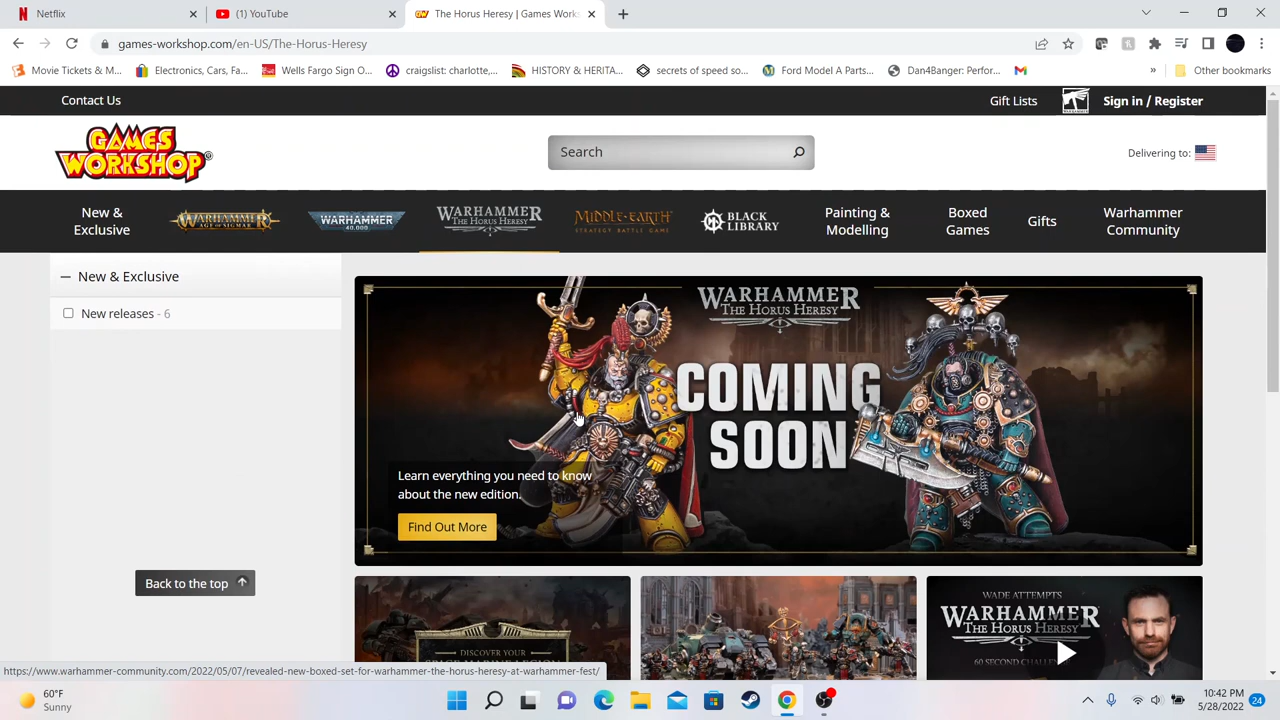 Netflix
(1) YouTube
The Horus Heresy | Games Work
games-workshop.com/en-US/The-Horus-Heresy
Movie Tickets & M...
Electronics, Cars, Fa...
Wells Fargo Sign O...
craigslist: charlotte,...
HISTORY & HERITA...
secrets of speed so...
Ford Model A Parts...
Dan4Banger: Perfor...
»
Other bookmarks
Contact Us
Gift Lists
Sign in / Register
GAMES
WORKSHOP
Search
Delivering to:
New &
Exclusive
WARHAMMER
AGE OF SIGMAR
WARHAMMER
40,000
WARHAMMER
THE HORUS HERESY
MIDDLE-EARTH
STRATEGY BATTLE GAME
BLACK
LIBRARY
Painting &
Modelling
Boxed
Games
Gifts
Warhammer
Community
New & Exclusive
New releases - 6
WARHAMMER
THE HORUS HERESY
COMING
SOON
Learn everything you need to know
about the new edition.
Find Out More
Back to the top
DISCOVER YOUR
SPACE MARINE LEGION
WADE ATTEMPTS
WARHAMMER
THE HORUS HERESY
60 SECOND CHALLENGE
https://www.warhammer-community.com/2022/05/07/revealed-new-boxed-set-for-warhammer-the-horus-heresy-at-warhammer-fest/
60°F
Sunny
10:42 PM
5/28/2022
24